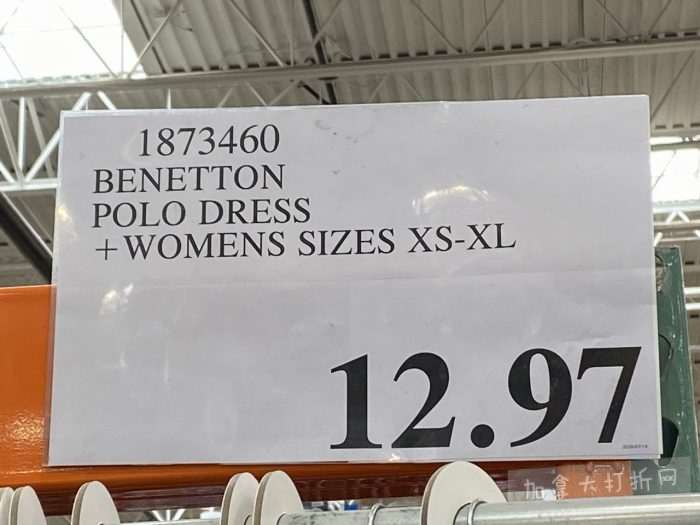 1873460
BENETTON
POLO DRESS
+WOMENS SIZES XS-XL
12.97
加拿大打折网